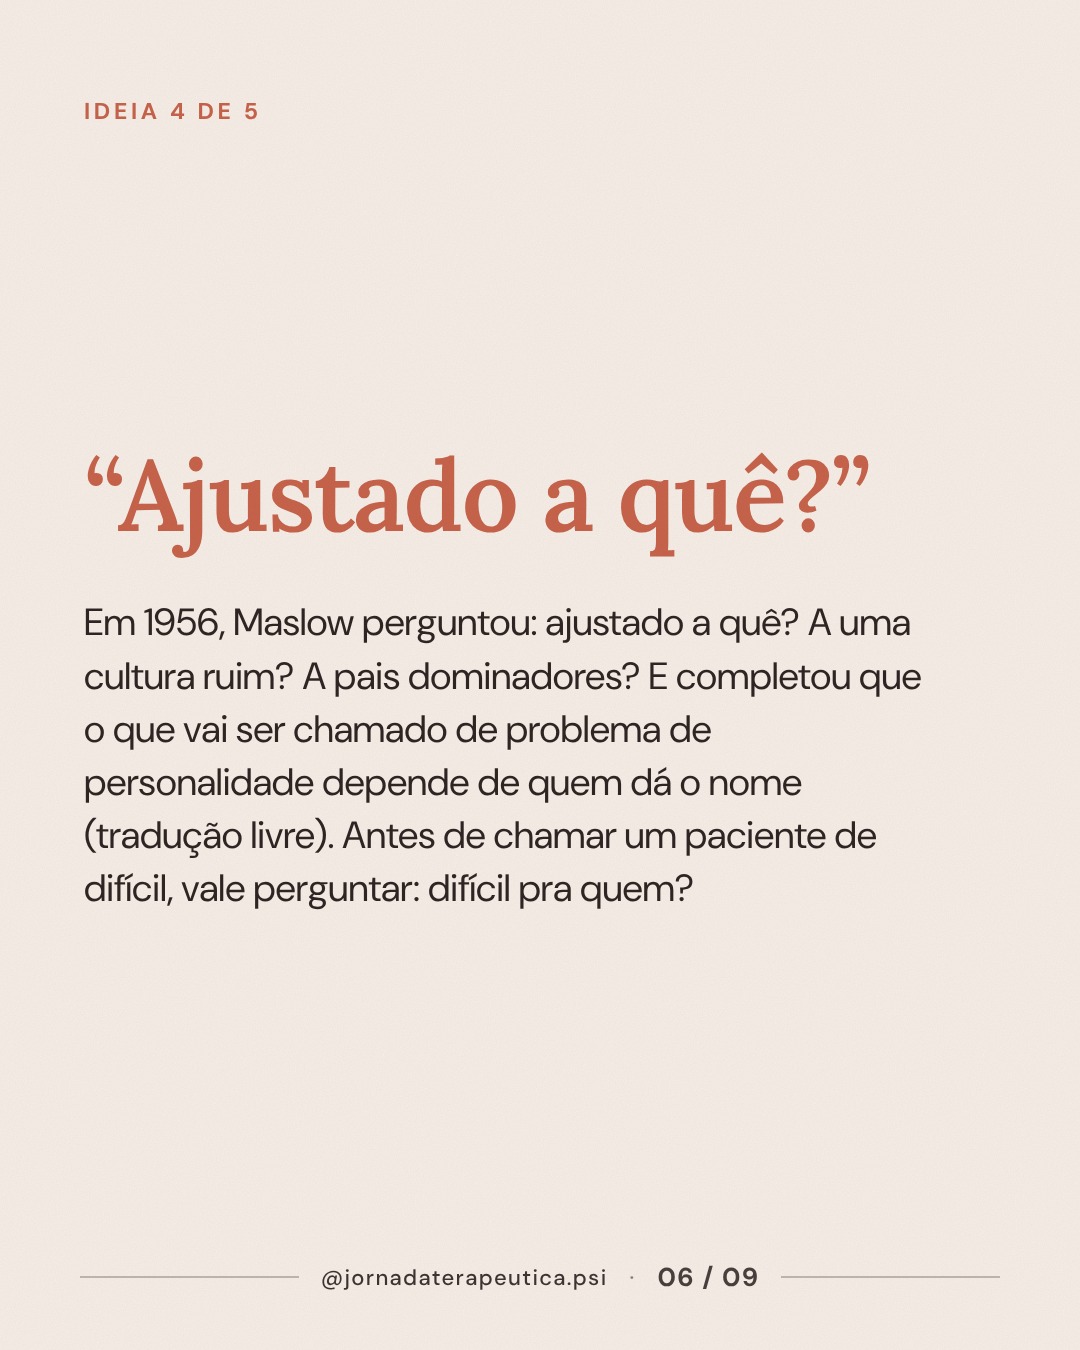 IDEIA 4 DE 5
“Ajustado a quê?”
Em 1956, Maslow perguntou: ajustado a quê? A uma
cultura ruim? A pais dominadores? E completou que
o que vai ser chamado de problema de
personalidade depende de quem dá o nome
(tradução livre). Antes de chamar um paciente de
difícil, vale perguntar: difícil pra quem?
@jornadaterapeutica.psi · 06 / 09